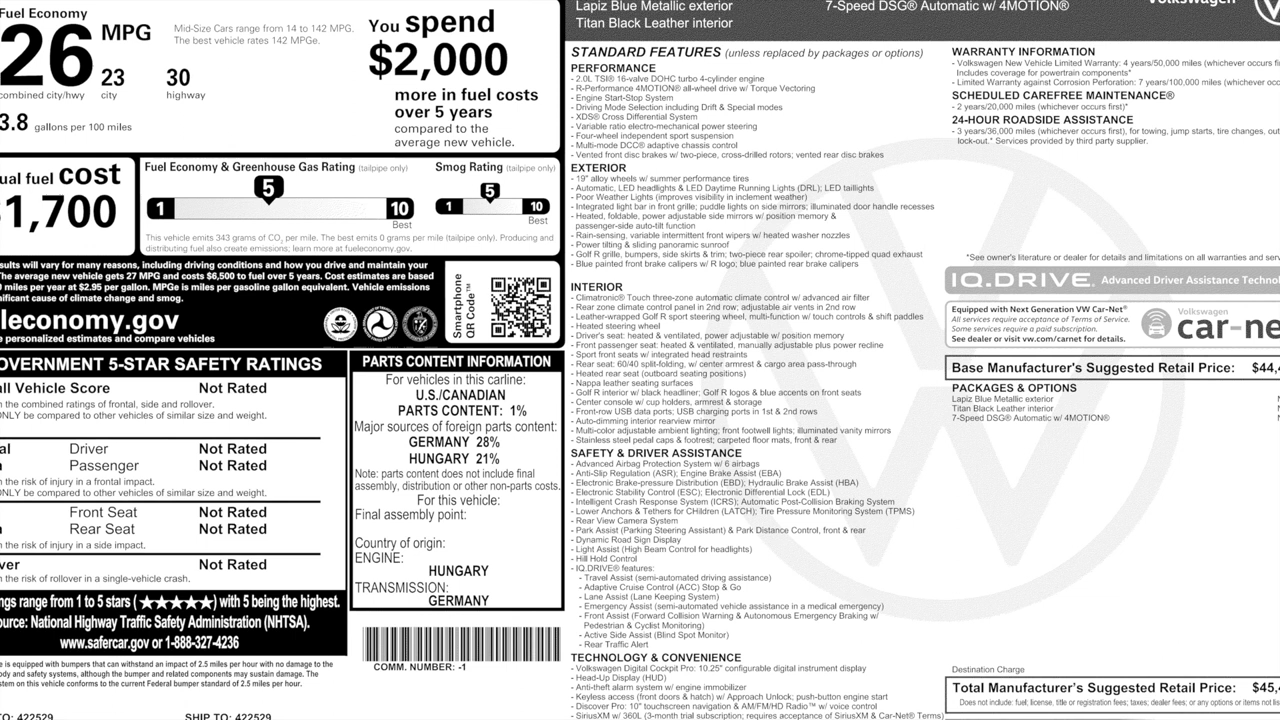 Fuel Economy
26 MPG
Mid-Size Cars range from 14 to 142 MPG.
The best vehicle rates 142 MPGe.
23 30
combined city/hwy city highway
3.8 gallons per 100 miles
You spend
$2,000
more in fuel costs
over 5 years
compared to the
average new vehicle.
ual fuel cost
1,700
Fuel Economy & Greenhouse Gas Rating (tailpipe only)
5
1 10
Best
Smog Rating (tailpipe only)
5
1 10
Best
This vehicle emits 343 grams of CO2 per mile. The best emits 0 grams per mile (tailpipe only). Producing and
distributing fuel also create emissions; learn more at fueleconomy.gov.
sults will vary for many reasons, including driving conditions and how you drive and maintain your
The average new vehicle gets 27 MPG and costs $6,500 to fuel over 5 years. Cost estimates are based
0 miles per year at $2.95 per gallon. MPGe is miles per gasoline gallon equivalent. Vehicle emissions
nificant cause of climate change and smog.
leconomy.gov
e personalized estimates and compare vehicles
Smartphone
QR Code™
OVERNMENT 5-STAR SAFETY RATINGS
ll Vehicle Score Not Rated
n the combined ratings of frontal, side and rollover.
ONLY be compared to other vehicles of similar size and weight.
al Driver Not Rated
Passenger Not Rated
n the risk of injury in a frontal impact.
ONLY be compared to other vehicles of similar size and weight.
Front Seat Not Rated
Rear Seat Not Rated
n the risk of injury in a side impact.
ver Not Rated
n the risk of rollover in a single-vehicle crash.
ngs range from 1 to 5 stars (★★★★★) with 5 being the highest.
ource: National Highway Traffic Safety Administration (NHTSA).
www.safercar.gov or 1-888-327-4236
e is equipped with bumpers that can withstand an impact of 2.5 miles per hour with no damage to the
ody and safety systems, although the bumper and related components may sustain damage. The
stem on this vehicle conforms to the current Federal bumper standard of 2.5 miles per hour.
TO: 422529 SHIP TO: 422529
PARTS CONTENT INFORMATION
For vehicles in this carline:
U.S./CANADIAN
PARTS CONTENT: 1%
Major sources of foreign parts content:
GERMANY 28%
HUNGARY 21%
Note: parts content does not include final
assembly, distribution or other non-parts costs.
For this vehicle:
Final assembly point:
Country of origin:
ENGINE:
HUNGARY
TRANSMISSION:
GERMANY
COMM. NUMBER: -1
Lapiz Blue Metallic exterior 7-Speed DSG® Automatic w/ 4MOTION®
Titan Black Leather interior
Volkswagen
STANDARD FEATURES (unless replaced by packages or options)
PERFORMANCE
- 2.0L TSI® 16-valve DOHC turbo 4-cylinder engine
- R-Performance 4MOTION® all-wheel drive w/ Torque Vectoring
- Engine Start-Stop System
- Driving Mode Selection including Drift & Special modes
- XDS® Cross Differential System
- Variable ratio electro-mechanical power steering
- Four-wheel independent sport suspension
- Multi-mode DCC® adaptive chassis control
- Vented front disc brakes w/ two-piece, cross-drilled rotors; vented rear disc brakes
EXTERIOR
- 19" alloy wheels w/ summer performance tires
- Automatic, LED headlights & LED Daytime Running Lights (DRL); LED taillights
- Poor Weather Lights (improves visibility in inclement weather)
- Integrated light bar in front grille; puddle lights on side mirrors; illuminated door handle recesses
- Heated, foldable, power adjustable side mirrors w/ position memory &
passenger-side auto-tilt function
- Rain-sensing, variable intermittent front wipers w/ heated washer nozzles
- Power tilting & sliding panoramic sunroof
- Golf R grille, bumpers, side skirts & trim; two-piece rear spoiler; chrome-tipped quad exhaust
- Blue painted front brake calipers w/ R logo; blue painted rear brake calipers
INTERIOR
- Climatronic® Touch three-zone automatic climate control w/ advanced air filter
- Rear zone climate control panel in 2nd row; adjustable air vents in 2nd row
- Leather-wrapped Golf R sport steering wheel, multi-function w/ touch controls & shift paddles
- Heated steering wheel
- Driver's seat: heated & ventilated, power adjustable w/ position memory
- Front passenger seat: heated & ventilated, manually adjustable plus power recline
- Sport front seats w/ integrated head restraints
- Rear seat: 60/40 split-folding, w/ center armrest & cargo area pass-through
- Heated rear seat (outboard seating positions)
- Nappa leather seating surfaces
- Golf R interior w/ black headliner; Golf R logos & blue accents on front seats
- Center console w/ cup holders, armrest & storage
- Front-row USB data ports; USB charging ports in 1st & 2nd rows
- Auto-dimming interior rearview mirror
- Multi-color adjustable ambient lighting; front footwell lights; illuminated vanity mirrors
- Stainless steel pedal caps & footrest; carpeted floor mats, front & rear
SAFETY & DRIVER ASSISTANCE
- Advanced Airbag Protection System w/ 6 airbags
- Anti-Slip Regulation (ASR); Engine Brake Assist (EBA)
- Electronic Brake-pressure Distribution (EBD); Hydraulic Brake Assist (HBA)
- Electronic Stability Control (ESC); Electronic Differential Lock (EDL)
- Intelligent Crash Response System (ICRS); Automatic Post-Collision Braking System
- Lower Anchors & Tethers for CHildren (LATCH); Tire Pressure Monitoring System (TPMS)
- Rear View Camera System
- Park Assist (Parking Steering Assistant) & Park Distance Control, front & rear
- Dynamic Road Sign Display
- Light Assist (High Beam Control for headlights)
- Hill Hold Control
- IQ.DRIVE® features:
- Travel Assist (semi-automated driving assistance)
- Adaptive Cruise Control (ACC) Stop & Go
- Lane Assist (Lane Keeping System)
- Emergency Assist (semi-automated vehicle assistance in a medical emergency)
- Front Assist (Forward Collision Warning & Autonomous Emergency Braking w/
Pedestrian & Cyclist Monitoring)
- Active Side Assist (Blind Spot Monitor)
- Rear Traffic Alert
TECHNOLOGY & CONVENIENCE
- Volkswagen Digital Cockpit Pro: 10.25" configurable digital instrument display
- Head-Up Display (HUD)
- Anti-theft alarm system w/ engine immobilizer
- Keyless access (front doors & hatch) w/ Approach Unlock; push-button engine start
- Discover Pro: 10" touchscreen navigation & AM/FM/HD Radio™ w/ voice control
- SiriusXM w/ 360L (3-month trial subscription; requires acceptance of SiriusXM & Car-Net® Terms)
WARRANTY INFORMATION
- Volkswagen New Vehicle Limited Warranty: 4 years/50,000 miles (whichever occurs fi
Includes coverage for powertrain components*
- Limited Warranty against Corrosion Perforation: 7 years/100,000 miles (whichever occ
SCHEDULED CAREFREE MAINTENANCE®
- 2 years/20,000 miles (whichever occurs first)*
24-HOUR ROADSIDE ASSISTANCE
- 3 years/36,000 miles (whichever occurs first), for towing, jump starts, tire changes, out
lock-out.* Services provided by third party supplier.
*See owner's literature or dealer for details and limitations on all warranties and serv
IQ.DRIVE. Advanced Driver Assistance Technol
Equipped with Next Generation VW Car-Net®
All services require acceptance of Terms of Service.
Some services require a paid subscription.
See dealer or visit vw.com/carnet for details.
Volkswagen
car-ne
Base Manufacturer's Suggested Retail Price: $44,4
PACKAGES & OPTIONS
Lapiz Blue Metallic exterior N
Titan Black Leather interior N
7-Speed DSG® Automatic w/ 4MOTION® N
Destination Charge
Total Manufacturer's Suggested Retail Price: $45,4
Does not include: fuel, license, title or registration fees; taxes; dealer fees; or any options or items not lis